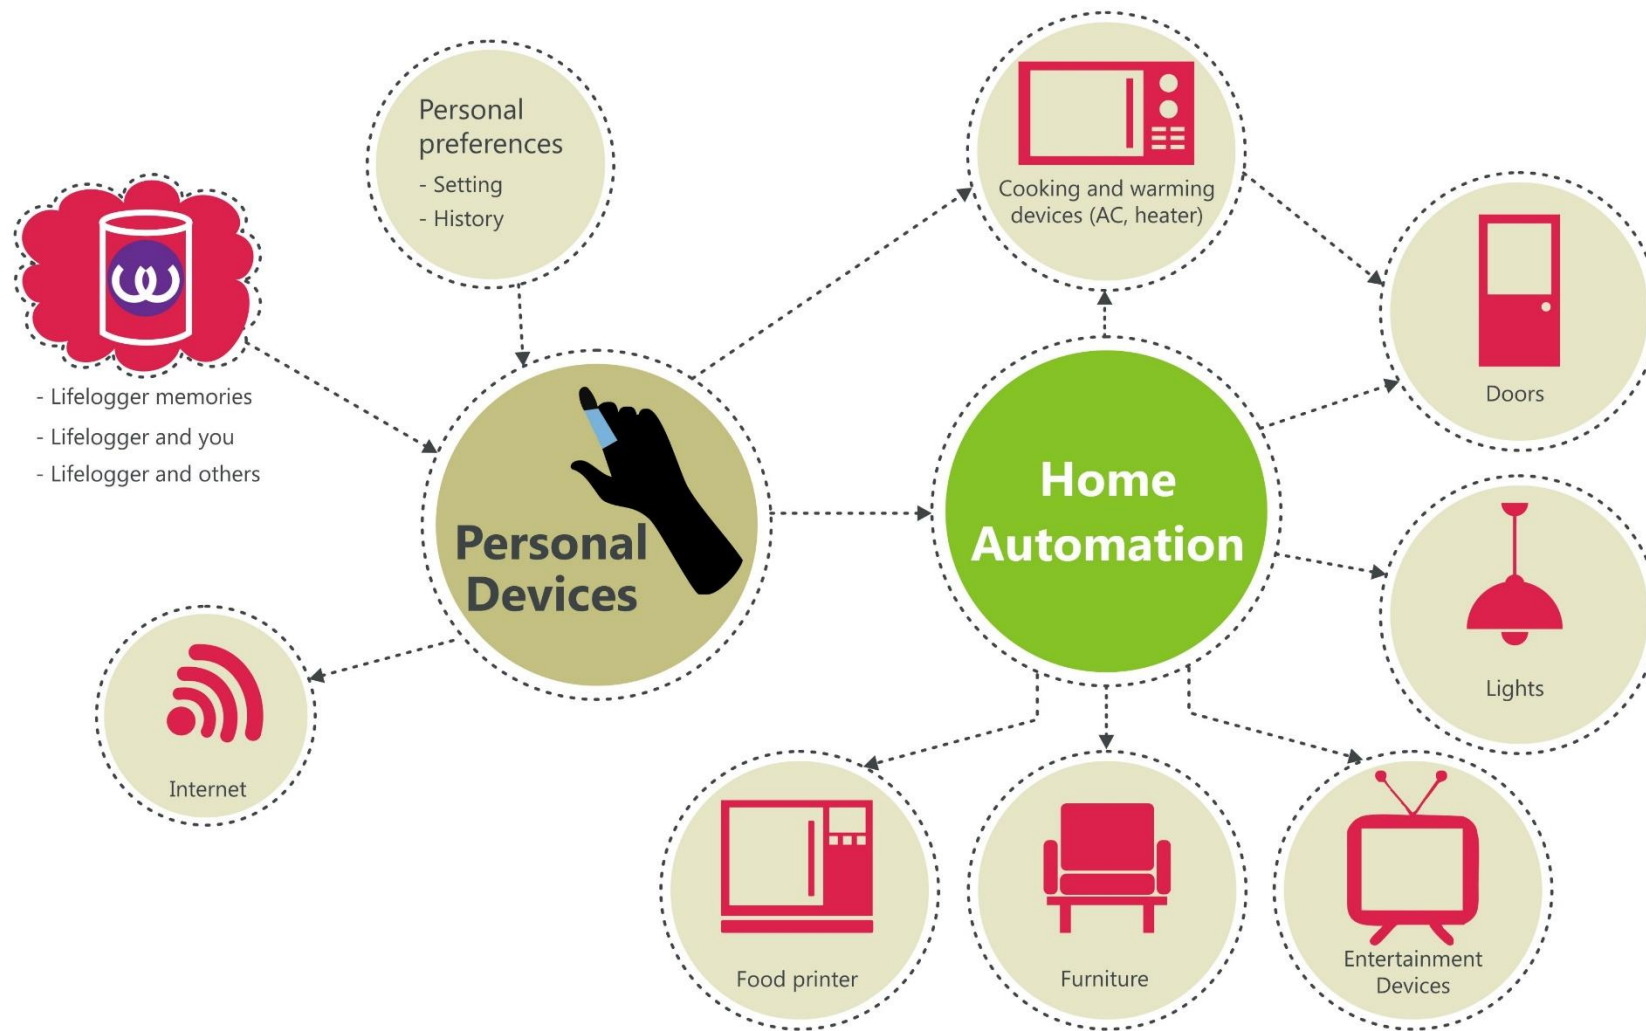 Personal
preferences
- Setting
- History
Cooking and warming
devices (AC, heater)
Doors
- Lifelogger memories
- Lifelogger and you
- Lifelogger and others
Personal
Devices
Home
Automation
Lights
Internet
Food printer
Furniture
Entertainment
Devices